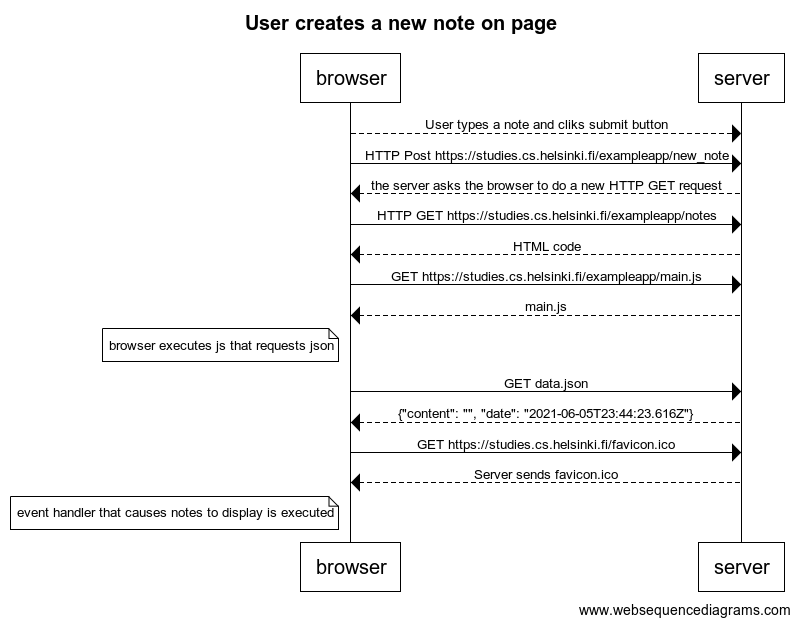 User creates a new note on page
browser
server
User types a note and cliks submit button
HTTP Post https://studies.cs.helsinki.fi/exampleapp/new_note
the server asks the browser to do a new HTTP GET request
HTTP GET https://studies.cs.helsinki.fi/exampleapp/notes
HTML code
GET https://studies.cs.helsinki.fi/exampleapp/main.js
main.js
browser executes js that requests json
GET data.json
{"content": "", "date": "2021-06-05T23:44:23.616Z"}
GET https://studies.cs.helsinki.fi/favicon.ico
Server sends favicon.ico
event handler that causes notes to display is executed
browser
server
www.websequencediagrams.com